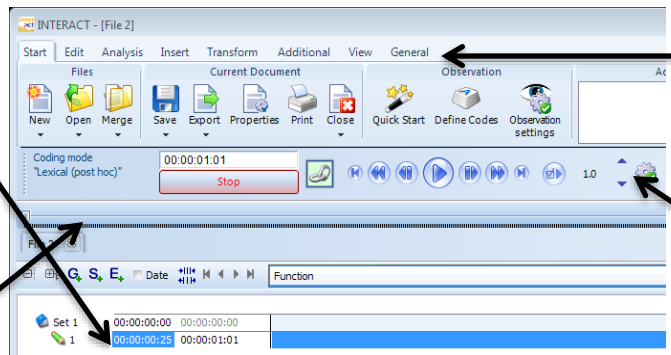 INTERACT - [File 2]
Start Edit Analysis Insert Transform Additional View General
Files Current Document Observation
New Open Merge Save Export Properties Print Close Quick Start Define Codes Observation settings
Coding mode
"Lexical (post hoc)"
00:00:01:01
Stop
1.0
G+ S+ E+ Date Function
Set 1 00:00:00:00 00:00:00:00
1 00:00:00:25 00:00:01:01